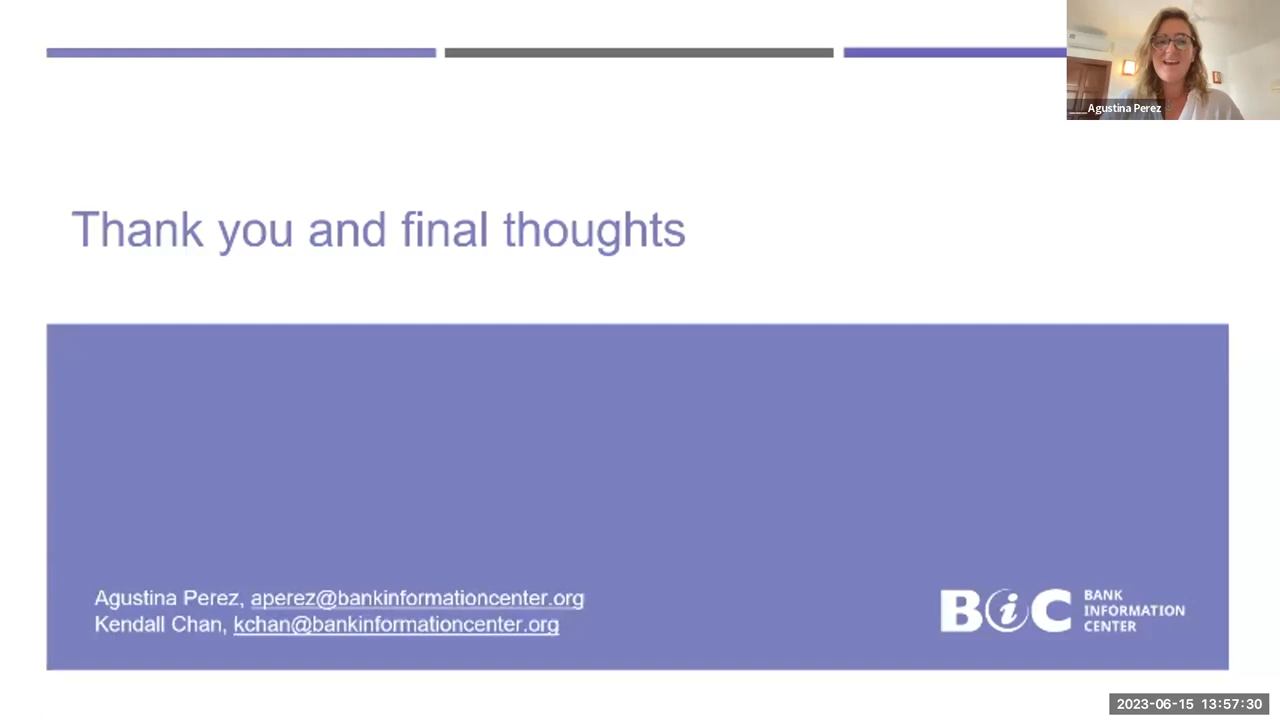 ___Agustina Perez
Thank you and final thoughts
Agustina Perez, aperez@bankinformationcenter.org
Kendall Chan, kchan@bankinformationcenter.org
BiC
BANK
INFORMATION
CENTER
2023-06-15 13:57:30